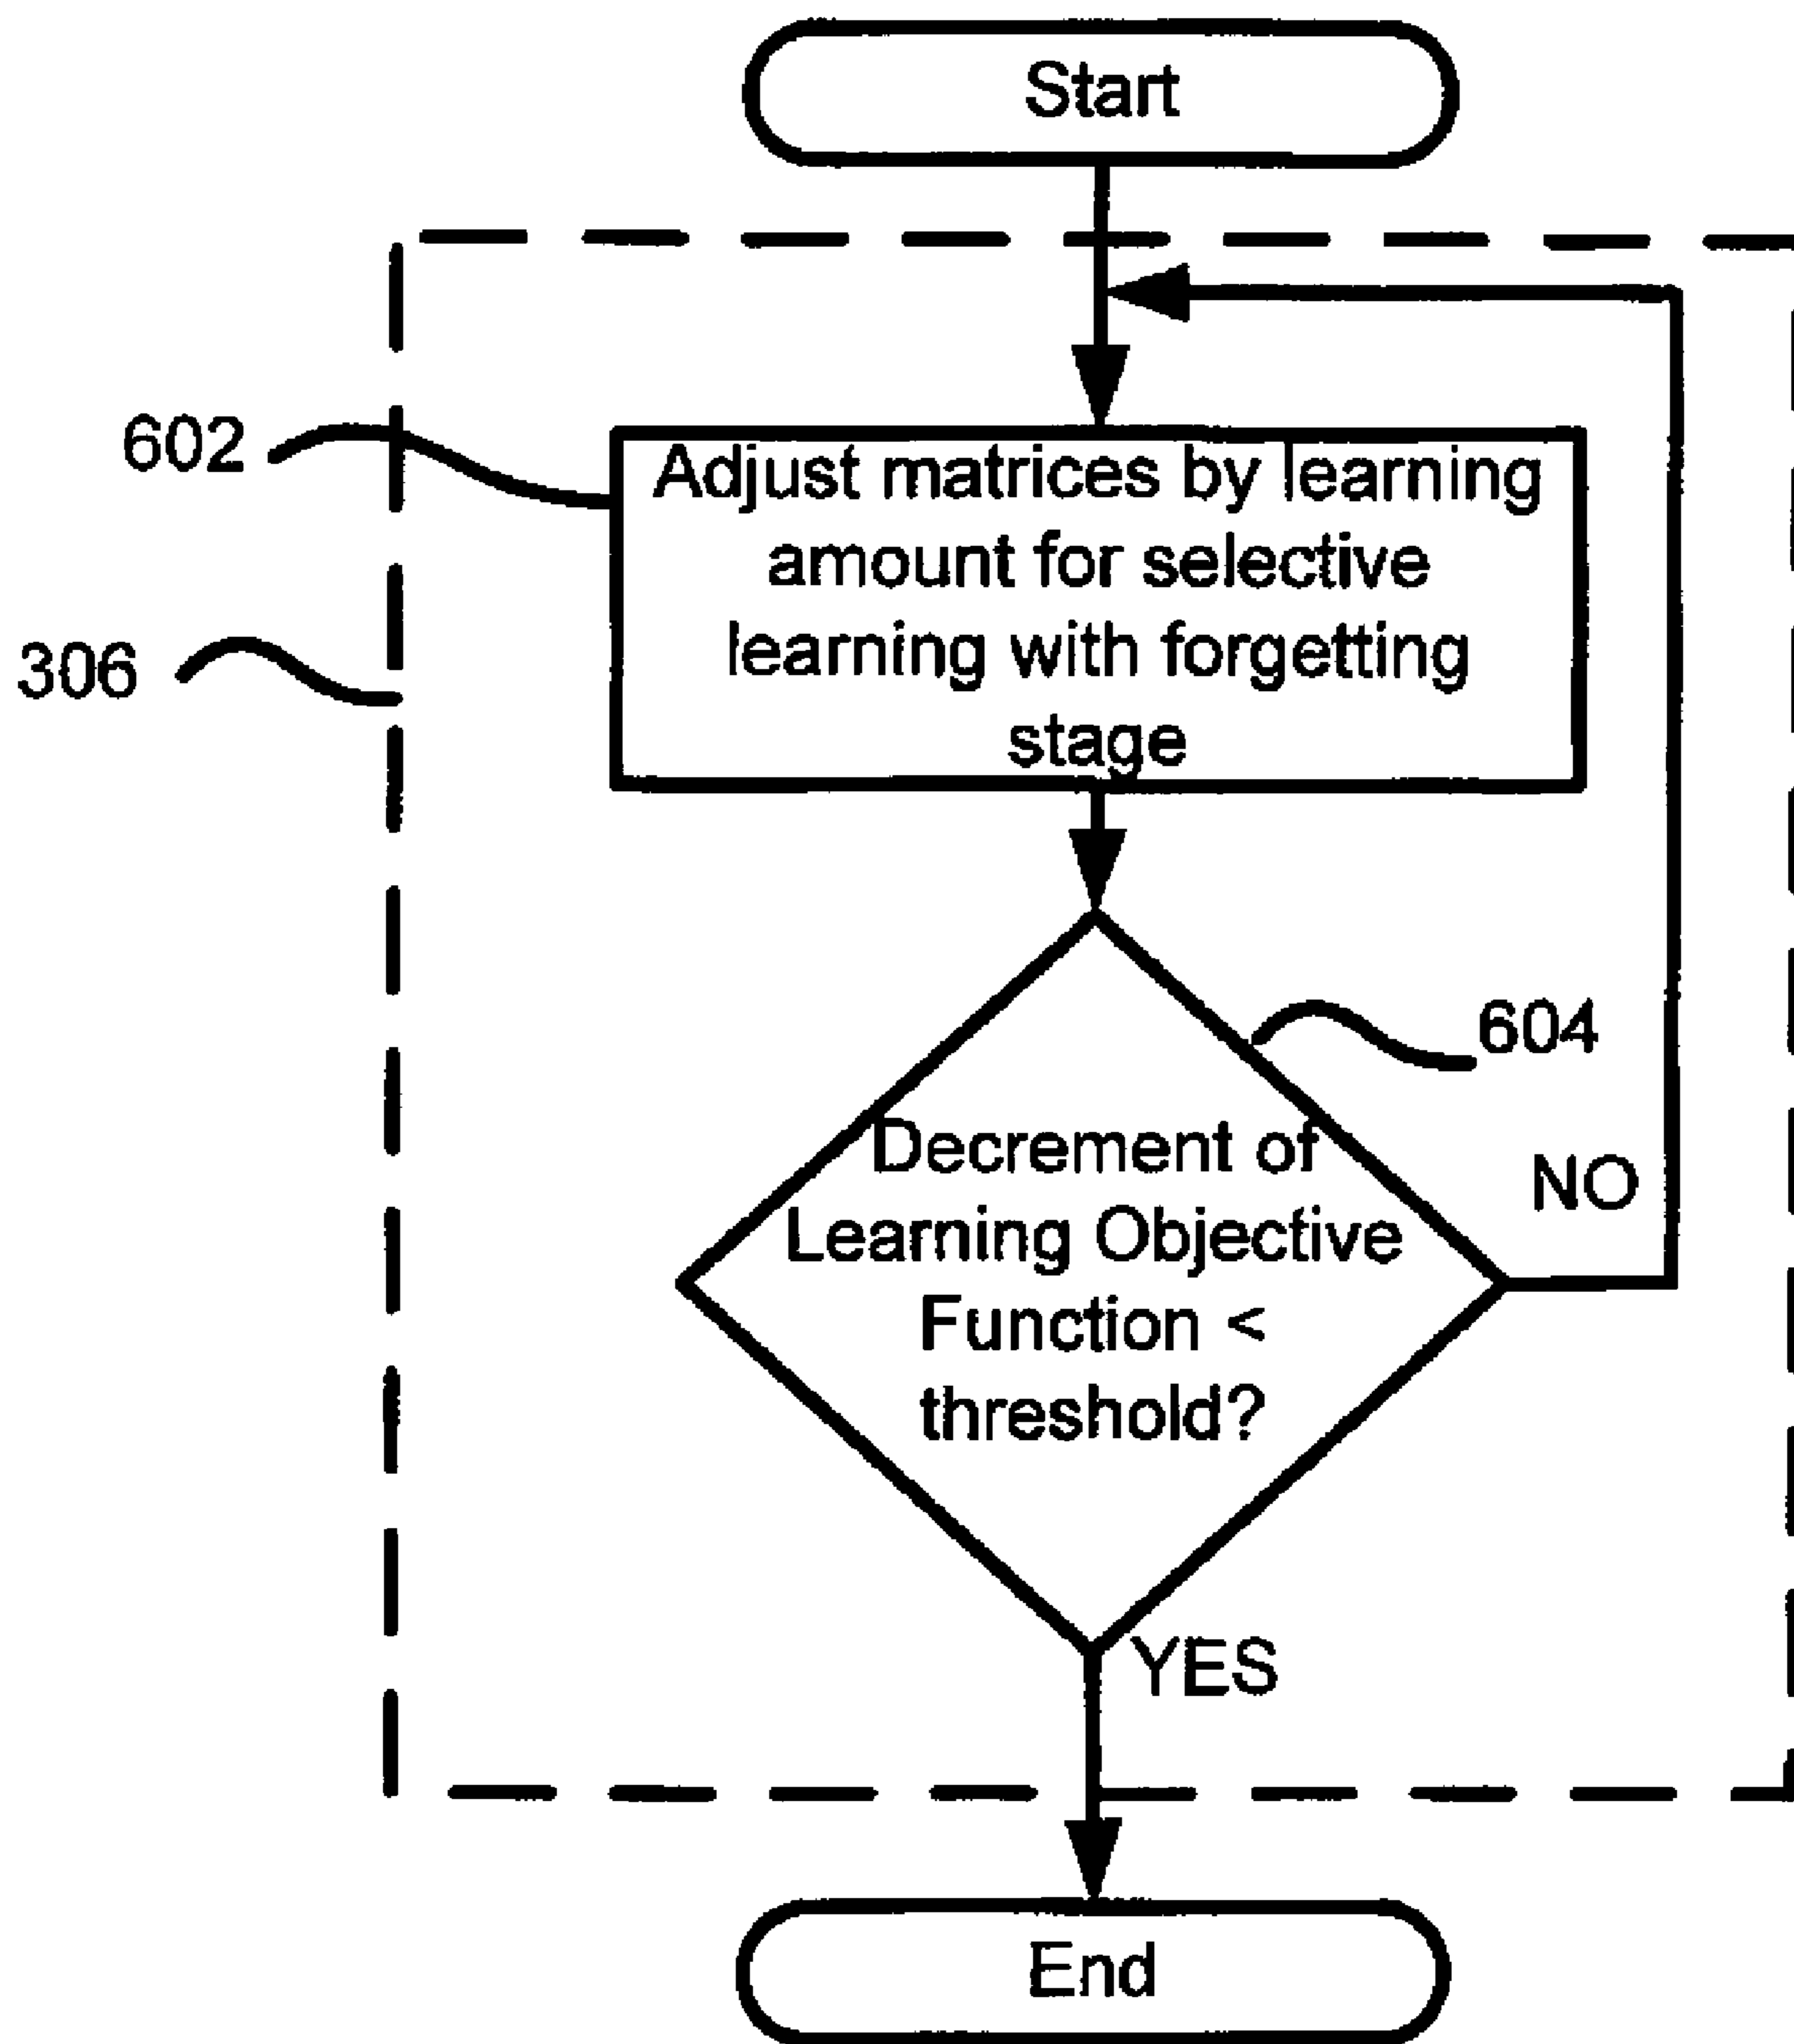 Start
602
Adjust matrices by learning
amount for selective
learning with forgetting
stage
306
604
Decrement of
Learning Objective
Function <
threshold?
NO
YES
End